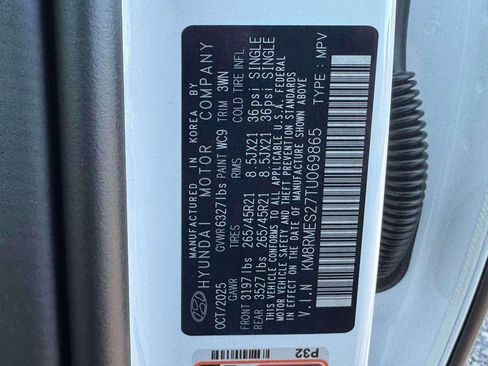 MANUFACTURED IN KOREA BY
HYUNDAI MOTOR COMPANY
OCT/2025 GVWR6327lbs PAINT WC9 TRIM 3WN
GAWR TIRES RIMS COLD TIRE INFL
FRONT 3197lbs 265/45R21 8.5JX21 36psi SINGLE
REAR 3527lbs 265/45R21 8.5JX21 36psi SINGLE
THIS VEHICLE CONFORMS TO ALL APPLICABLE U.S.A. FEDERAL
MOTOR VEHICLE SAFETY AND THEFT PREVENTION STANDARDS
IN EFFECT ON THE DATE OF MANUFACTURE SHOWN ABOVE
V.I.N KM8RMES27TU069865 TYPE: MPV
P32